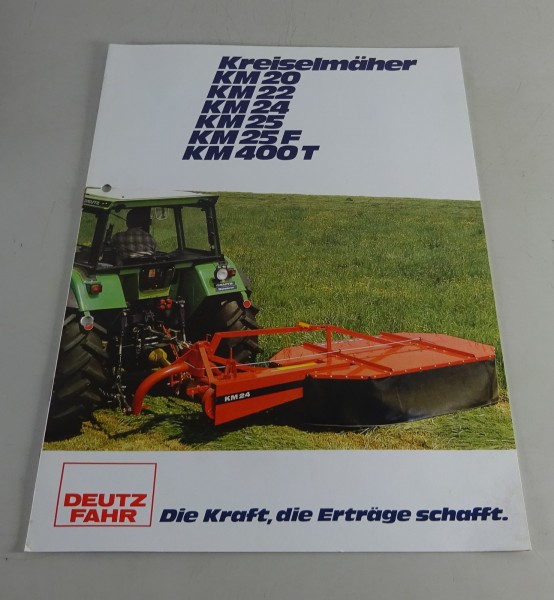 Kreiselmäher
KM 20
KM 22
KM 24
KM 25
KM 25 F
KM 400 T
DEUTZ
KM 24
DEUTZ
FAHR
Die Kraft, die Erträge schafft.